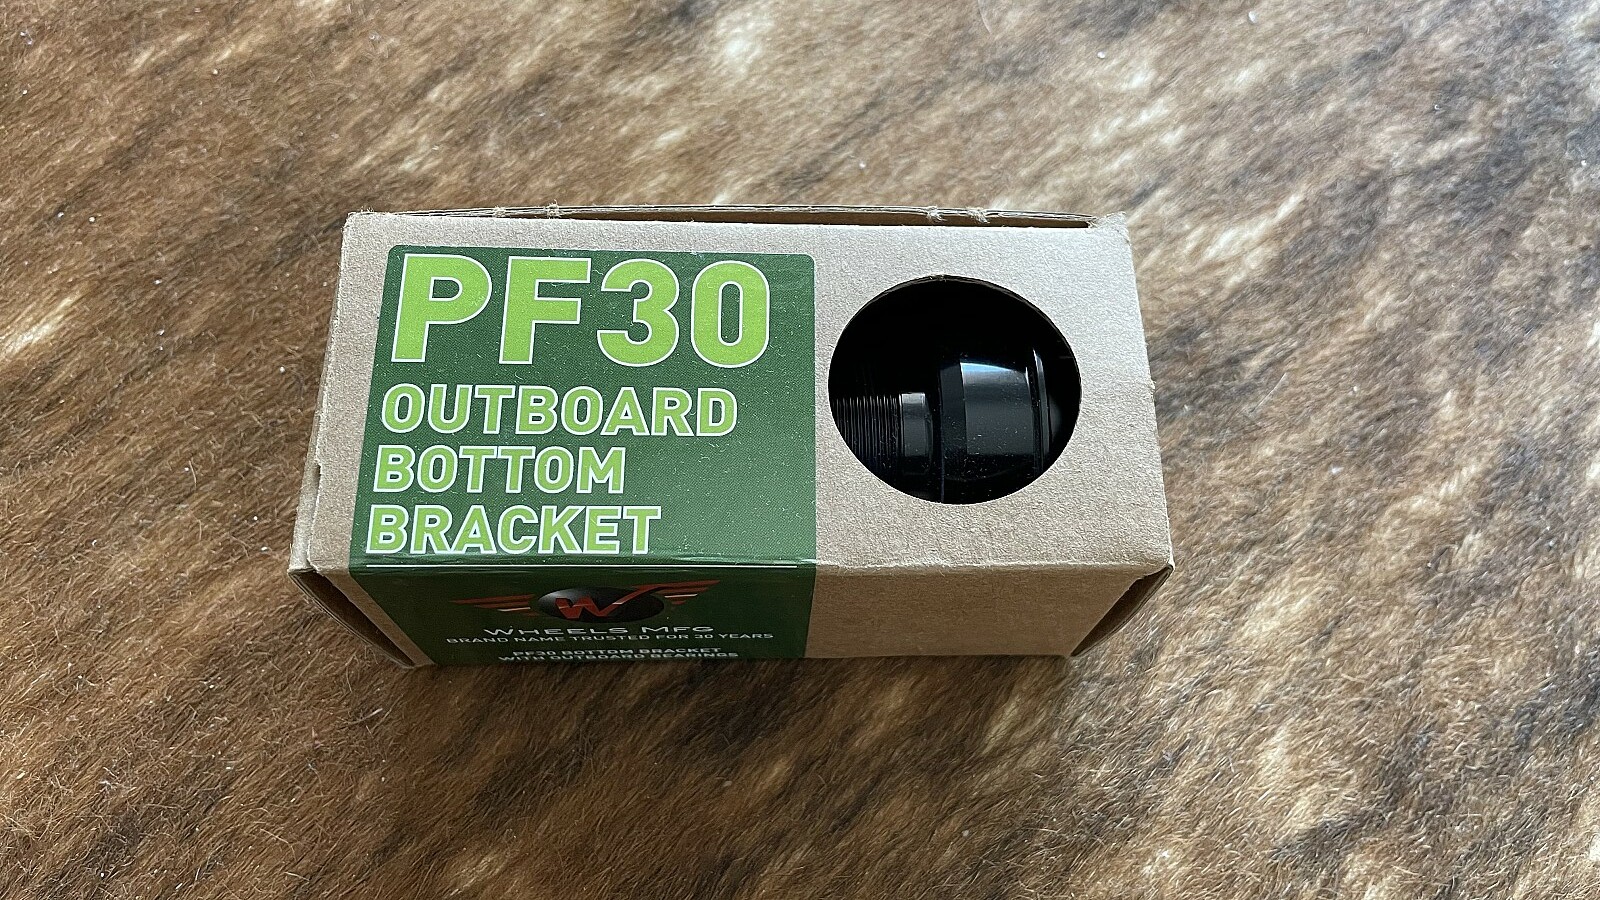 PF30
OUTBOARD
BOTTOM
BRACKET
W
WHEELS MFG
BRAND NAME TRUSTED FOR 30 YEARS
PF30 BOTTOM BRACKET
WITH OUTBOARD BEARINGS